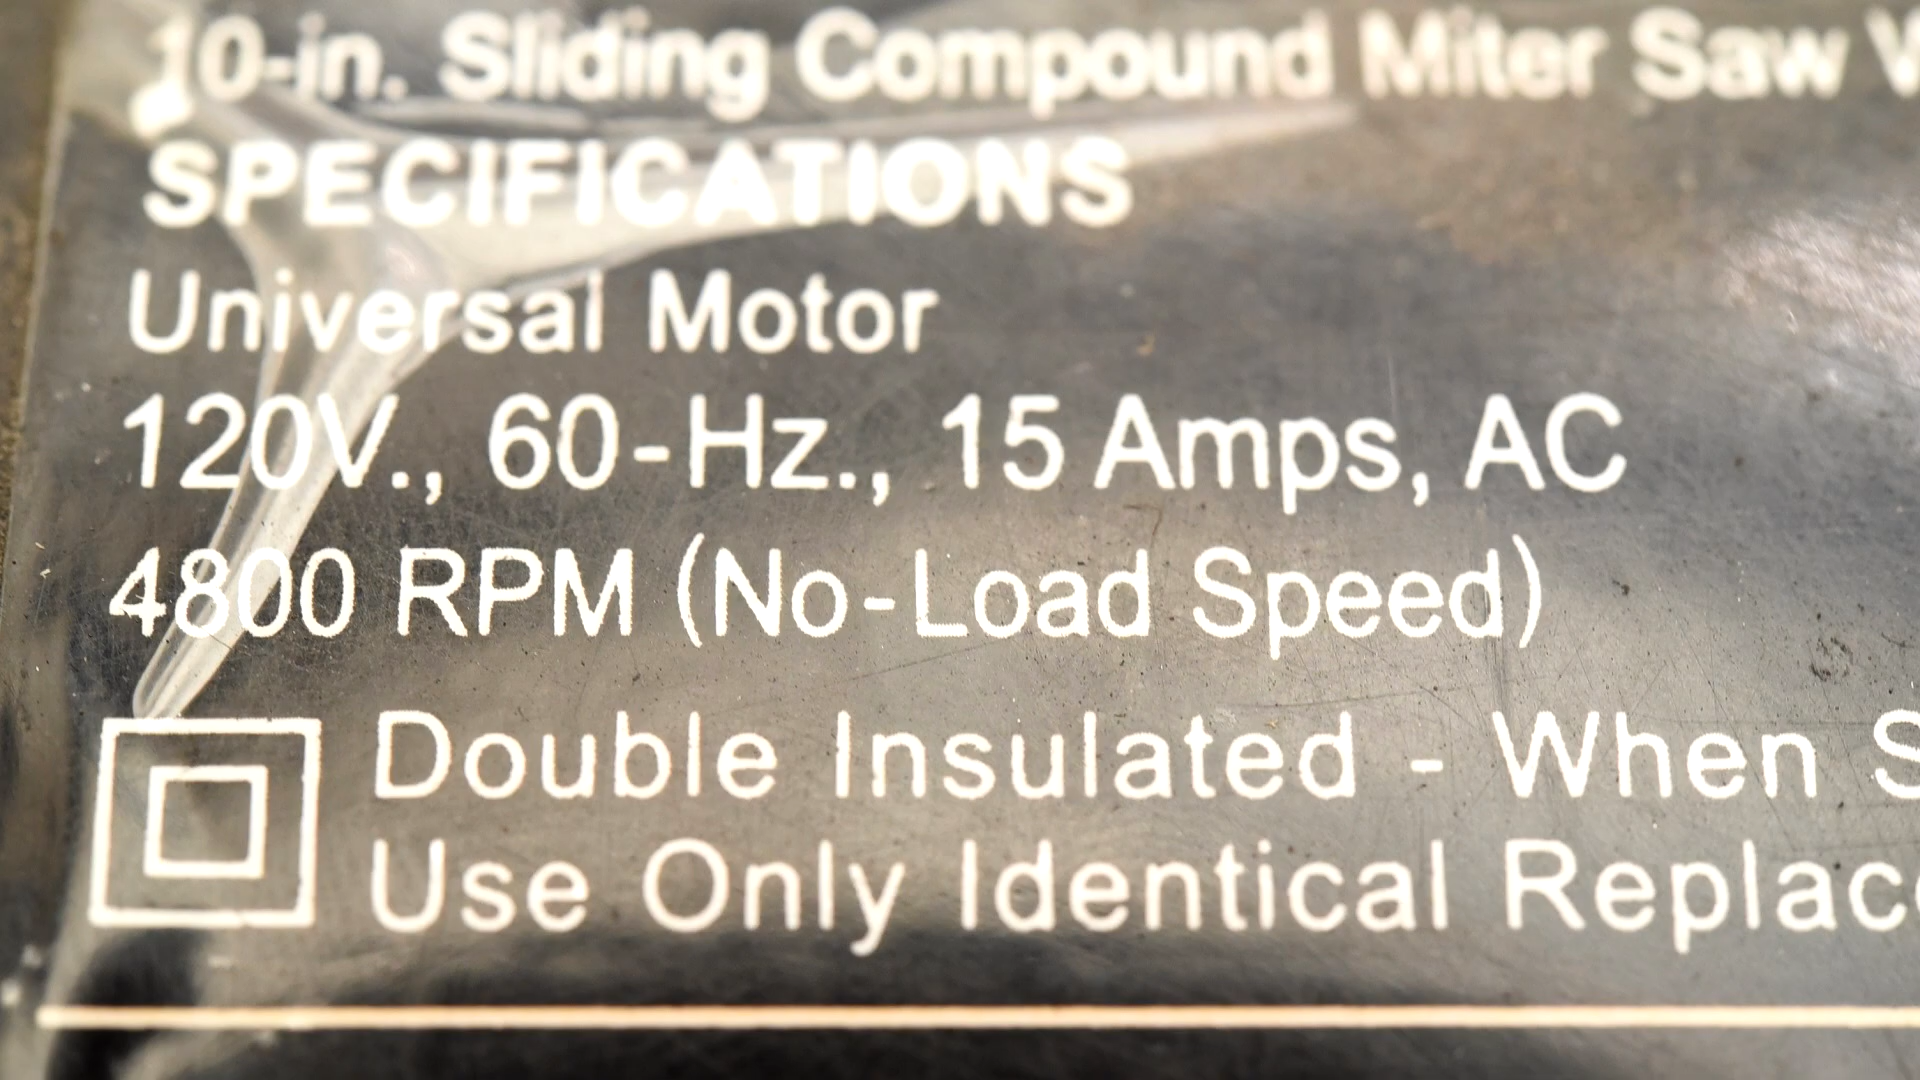 10-in. Sliding Compound Miter Saw
SPECIFICATIONS
Universal Motor
120V., 60-Hz., 15 Amps, AC
4800 RPM (No-Load Speed)
Double Insulated - When
Use Only Identical